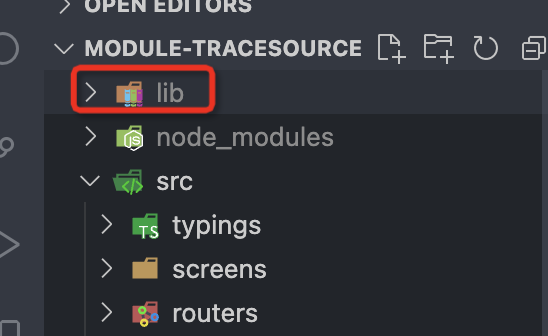 OPEN EDITORS
MODULE-TRACESOURCE
lib
node_modules
src
typings
screens
routers